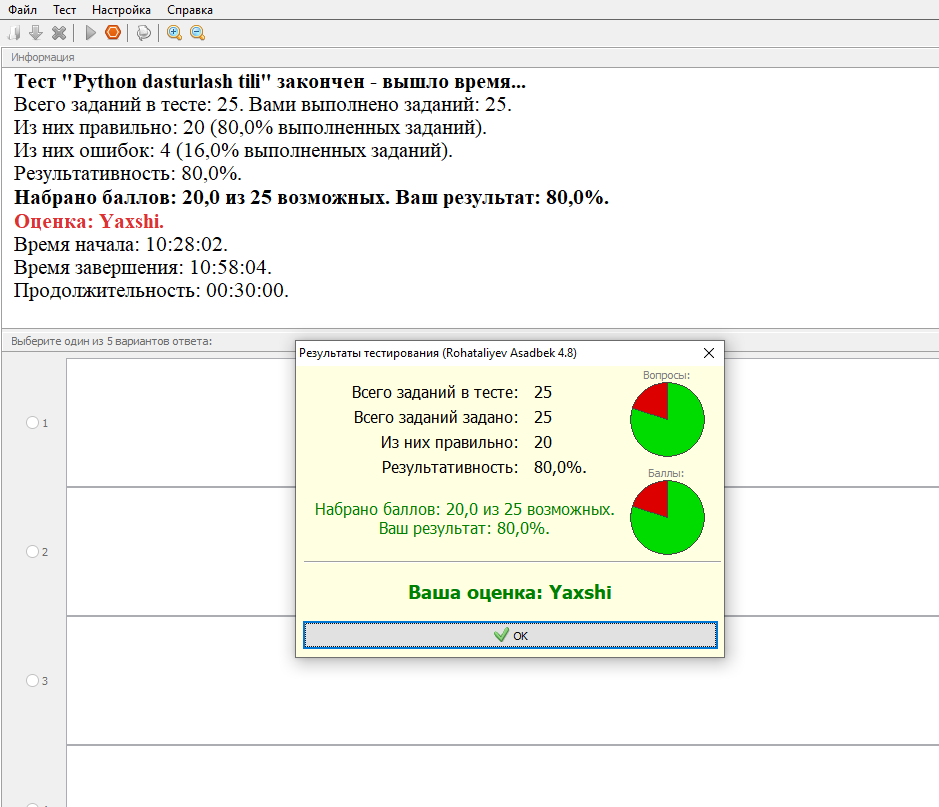 Файл Тест Настройка Справка
Информация
Тест "Python dasturlash tili" закончен - вышло время...
Всего заданий в тесте: 25. Вами выполнено заданий: 25.
Из них правильно: 20 (80,0% выполненных заданий).
Из них ошибок: 4 (16,0% выполненных заданий).
Результативность: 80,0%.
Набрано баллов: 20,0 из 25 возможных. Ваш результат: 80,0%.
Оценка: Yaxshi.
Время начала: 10:28:02.
Время завершения: 10:58:04.
Продолжительность: 00:30:00.
Выберите один из 5 вариантов ответа:
1
2
3
Результаты тестирования (Rohataliyev Asadbek 4.8)
Вопросы:
Всего заданий в тесте: 25
Всего заданий задано: 25
Из них правильно: 20
Результативность: 80,0%.
Баллы:
Набрано баллов: 20,0 из 25 возможных.
Ваш результат: 80,0%.
Ваша оценка: Yaxshi
OK